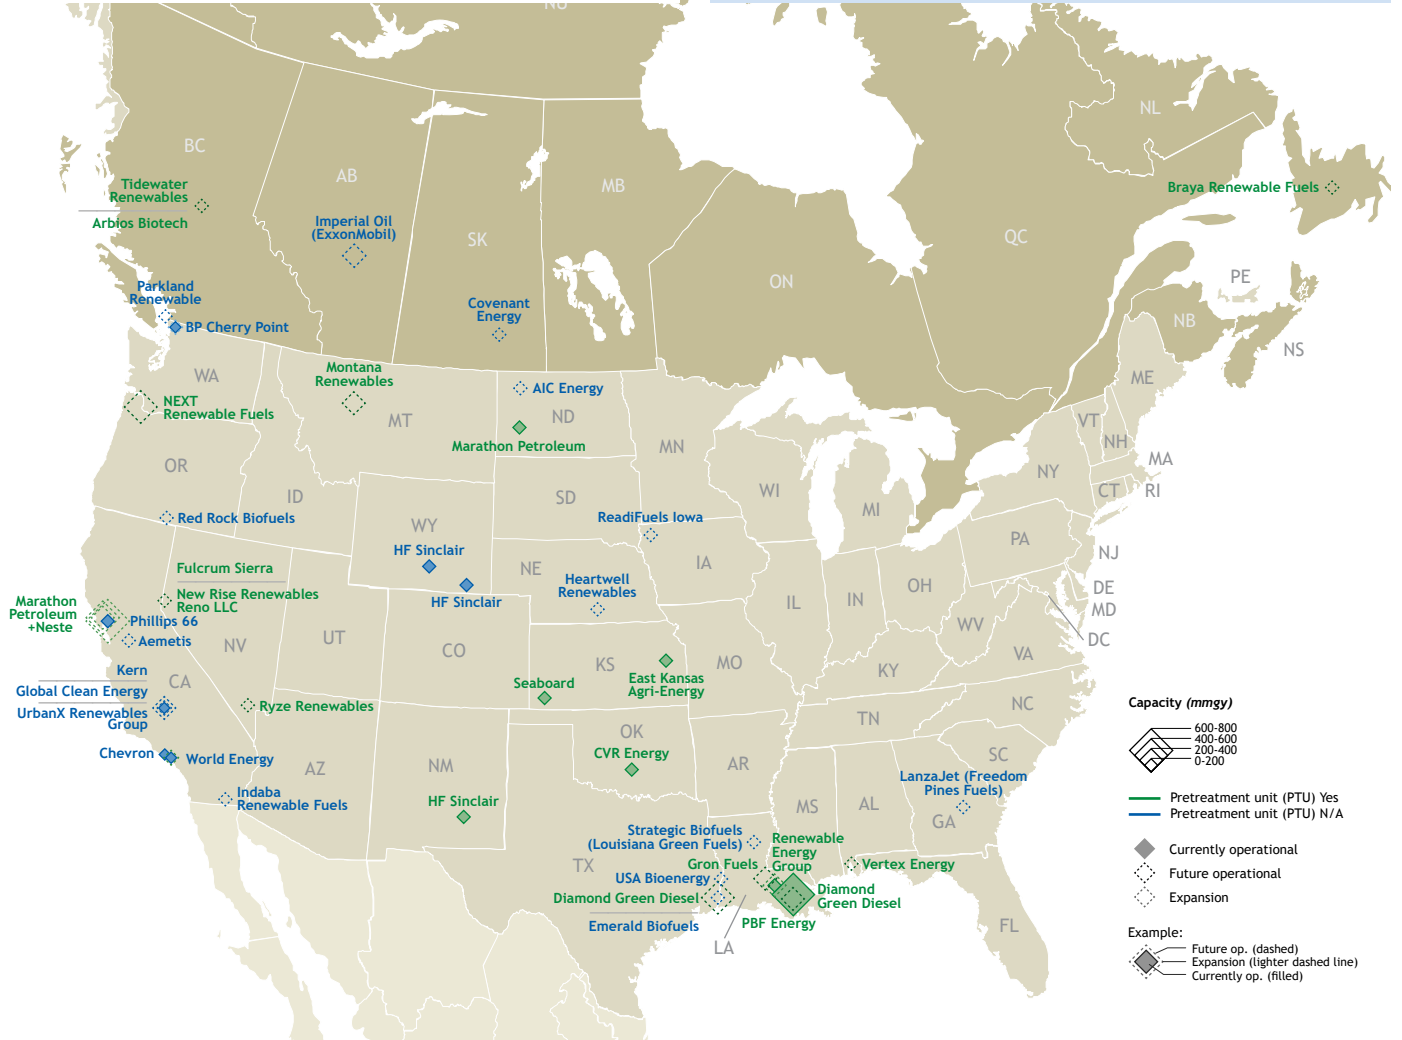 NU
BC
AB
SK
MB
ON
QC
NL
PE
NB
NS
Tidewater
Renewables
Arbios Biotech
Imperial Oil
(ExxonMobil)
Covenant
Energy
Braya Renewable Fuels
Parkland
Renewable
BP Cherry Point
WA
Montana
Renewables
MT
AIC Energy
ND
Marathon Petroleum
NEXT
Renewable Fuels
OR
ID
MN
WI
MI
ME
VT
NH
MA
NY
CT
RI
PA
NJ
DE
MD
DC
Red Rock Biofuels
WY
SD
HF Sinclair
HF Sinclair
ReadiFuels Iowa
IA
NE
Heartwell
Renewables
IL
IN
OH
WV
VA
KY
Fulcrum Sierra
New Rise Renewables
Reno LLC
Marathon
Petroleum
+Neste
Phillips 66
Aemetis
NV
UT
CO
KS
MO
East Kansas
Agri-Energy
Seaboard
Kern
CA
Global Clean Energy
UrbanX Renewables
Group
Ryze Renewables
Chevron
World Energy
Indaba
Renewable Fuels
AZ
NM
HF Sinclair
OK
CVR Energy
AR
TN
NC
SC
MS
AL
GA
LanzaJet (Freedom
Pines Fuels)
Strategic Biofuels
(Louisiana Green Fuels)
TX
Renewable
Energy
Group
Gron Fuels
USA Bioenergy
Diamond Green Diesel
Emerald Biofuels
Vertex Energy
Diamond
Green Diesel
PBF Energy
LA
FL
Capacity (mmgy)
600-800
400-600
200-400
0-200
Pretreatment unit (PTU) Yes
Pretreatment unit (PTU) N/A
Currently operational
Future operational
Expansion
Example:
Future op. (dashed)
Expansion (lighter dashed line)
Currently op. (filled)